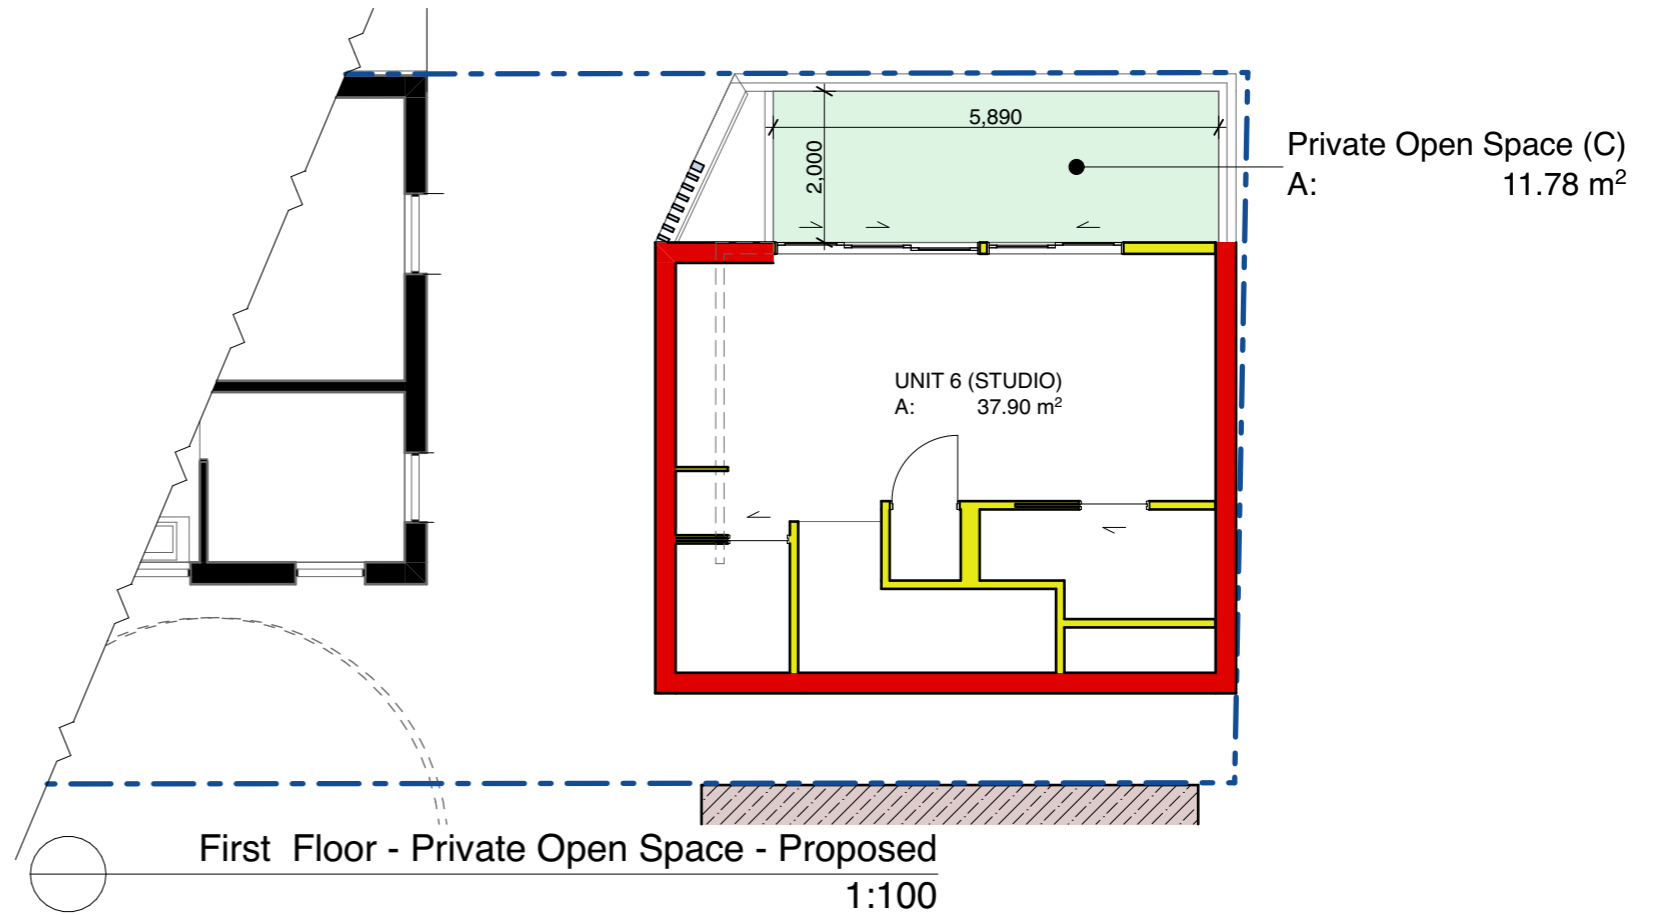 5,890
2,000
Private Open Space (C)
A: 11.78 m²
UNIT 6 (STUDIO)
A: 37.90 m²
First Floor - Private Open Space - Proposed
1:100